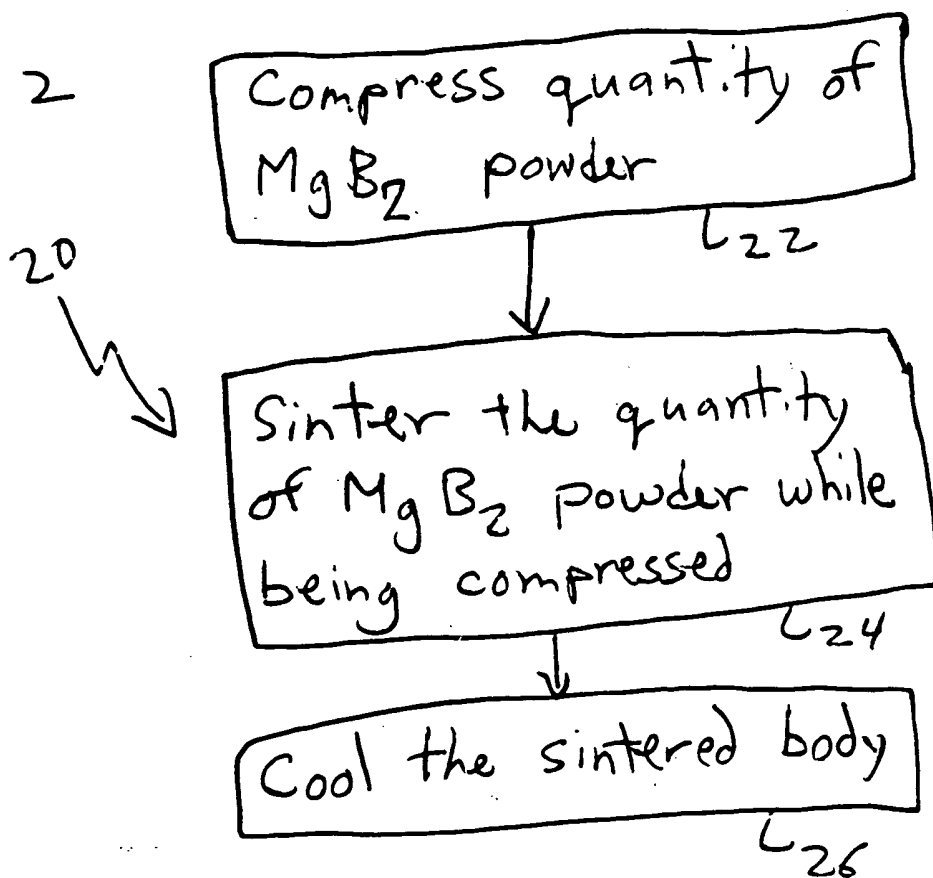 2
Compress quantity of
MgB₂ powder
22
20
Sinter the quantity
of MgB₂ powder while
being compressed
24
Cool the sintered body
26